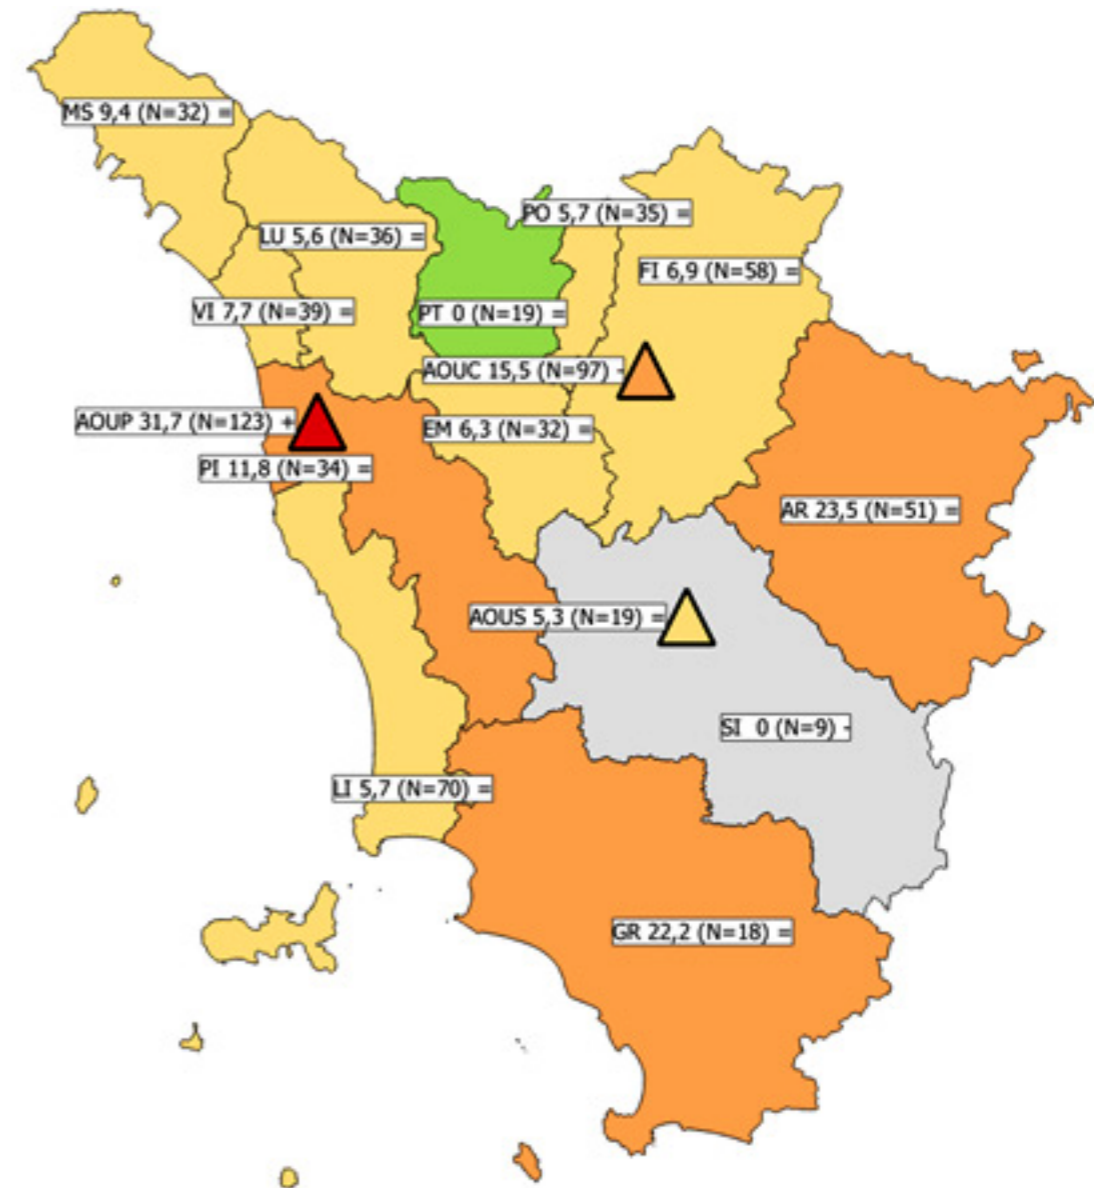 MS 9,4 (N=32) =
PO 5,7 (N=35) =
LU 5,6 (N=36) =
FI 6,9 (N=58) =
VI 7,7 (N=39) =
PT 0 (N=19) =
AOUC 15,5 (N=97) -
AOUP 31,7 (N=123) +
EM 6,3 (N=32) =
PI 11,8 (N=34) =
AR 23,5 (N=51) =
AOUS 5,3 (N=19) =
SI 0 (N=9) -
LI 5,7 (N=70) =
GR 22,2 (N=18) =